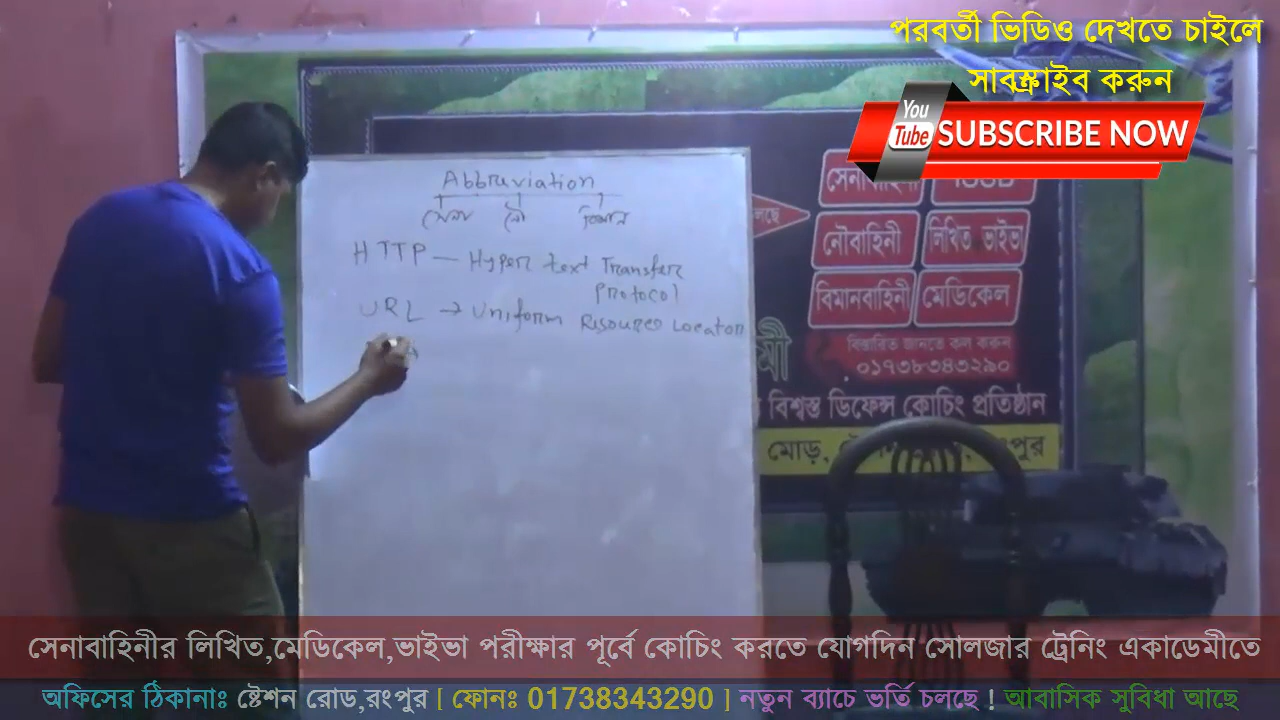 পরবর্তী ভিডিও দেখতে চাইলে
সাবস্ক্রাইব করুন
You Tube SUBSCRIBE NOW
Abbreviation
সেনা নৌ বিমান
HTTP — Hyper text Transfer
Protocol
URL → Uniform Resource Locator
সেনাবাহিনী ISSB
নৌবাহিনী লিখিত ভাইভা
বিমানবাহিনী মেডিকেল
বিস্তারিত জানতে কল করুন
০১৭৩৮৩৪৩২৯০
বিশ্বস্ত ডিফেন্স কোচিং প্রতিষ্ঠান
মোড়,
সেনাবাহিনীর লিখিত,মেডিকেল,ভাইভা পরীক্ষার পূর্বে কোচিং করতে যোগদিন সোলজার ট্রেনিং একাডেমীতে
অফিসের ঠিকানাঃ ষ্টেশন রোড,রংপুর [ ফোনঃ 01738343290 ] নতুন ব্যাচে ভর্তি চলছে ! আবাসিক সুবিধা আছে